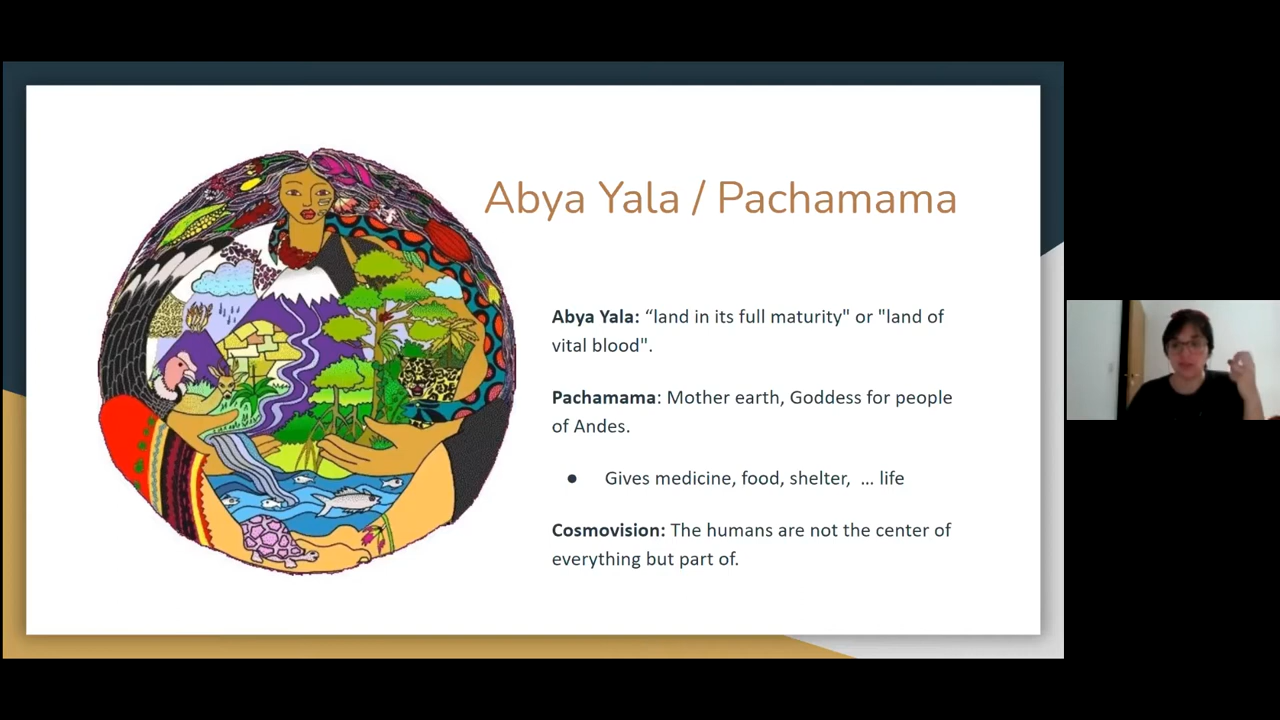 Abya Yala / Pachamama
Abya Yala: “land in its full maturity" or "land of
vital blood".
Pachamama: Mother earth, Goddess for people
of Andes.
● Gives medicine, food, shelter, ... life
Cosmovision: The humans are not the center of
everything but part of.